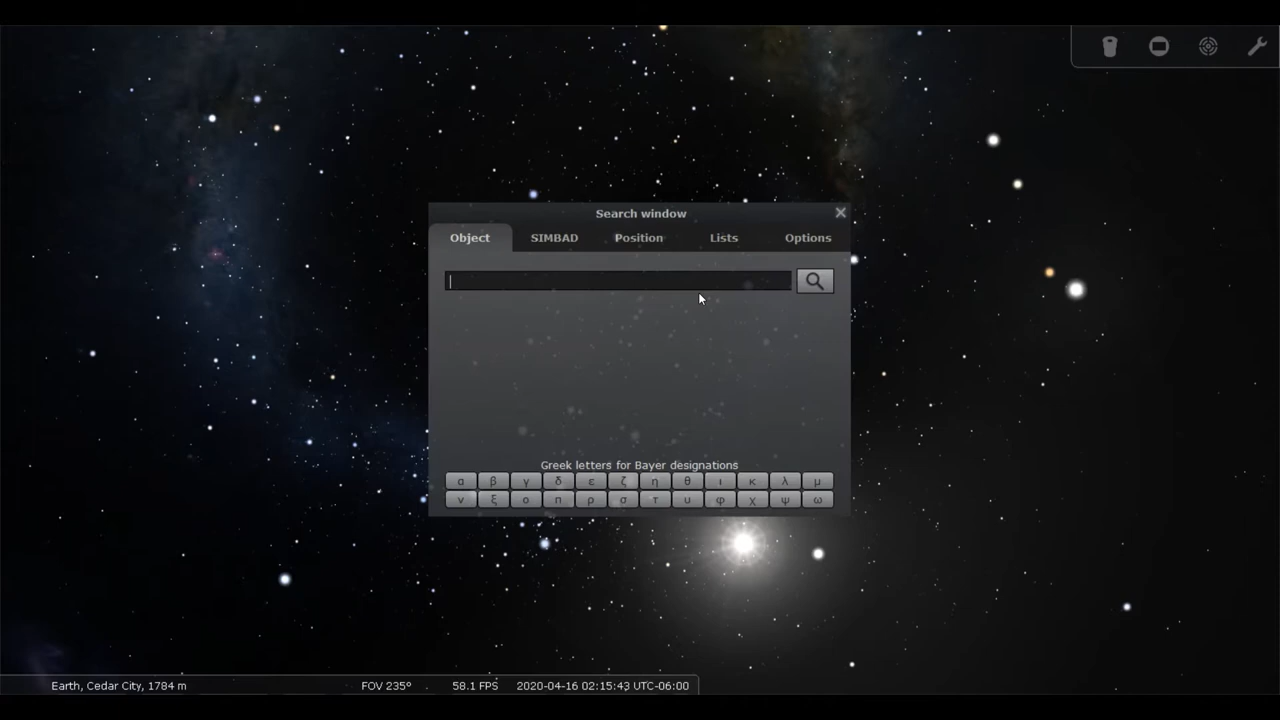 Search window
Object SIMBAD Position Lists Options
Greek letters for Bayer designations
α β γ δ ε ζ η θ ι κ λ μ
ν ξ ο π ρ σ τ υ φ χ ψ ω
Earth, Cedar City, 1784 m FOV 235° 58.1 FPS 2020-04-16 02:15:43 UTC-06:00